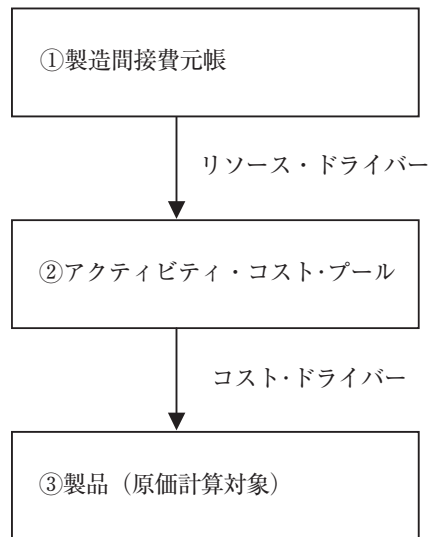 ①製造間接費元帳
リソース・ドライバー
②アクティビティ・コスト・プール
コスト・ドライバー
③製品（原価計算対象）